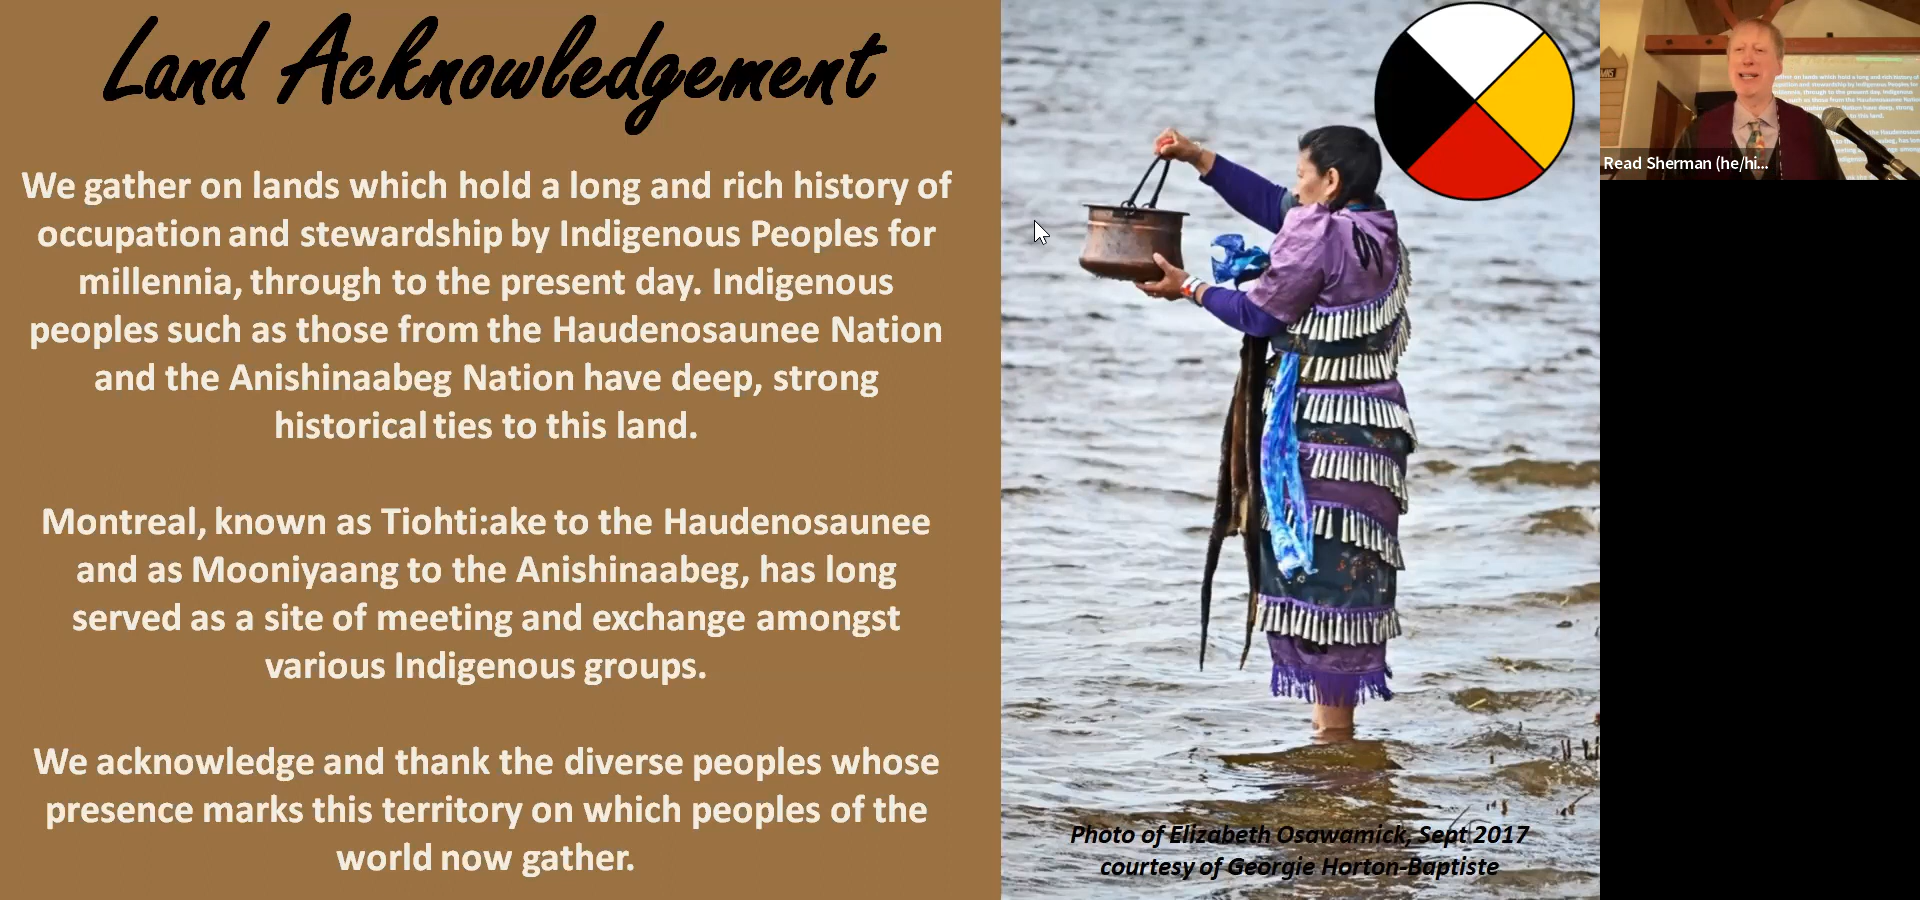 Land Acknowledgement
We gather on lands which hold a long and rich history of
occupation and stewardship by Indigenous Peoples for
millennia, through to the present day. Indigenous
peoples such as those from the Haudenosaunee Nation
and the Anishinaabeg Nation have deep, strong
historical ties to this land.
Montreal, known as Tiohti:ake to the Haudenosaunee
and as Mooniyaang to the Anishinaabeg, has long
served as a site of meeting and exchange amongst
various Indigenous groups.
We acknowledge and thank the diverse peoples whose
presence marks this territory on which peoples of the
world now gather.
Photo of Elizabeth Osawamick, Sept 2017
courtesy of Georgie Horton-Baptiste
Read Sherman (he/hi...